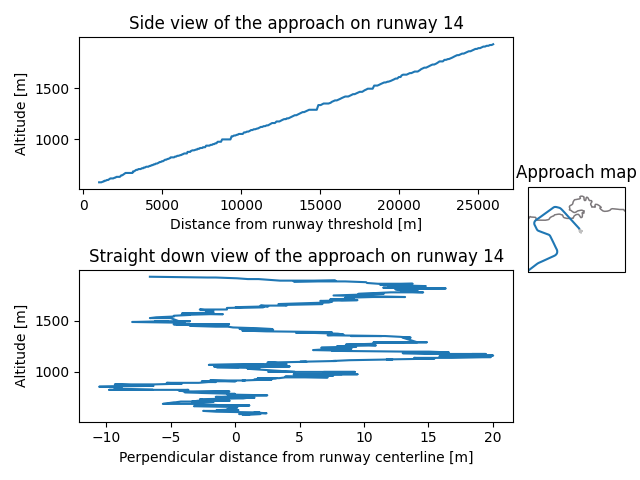 Side view of the approach on runway 14
1500
1000
Altitude [m]
0 5000 10000 15000 20000 25000
Distance from runway threshold [m]
Approach map
Straight down view of the approach on runway 14
1500
1000
Altitude [m]
−10 −5 0 5 10 15 20
Perpendicular distance from runway centerline [m]